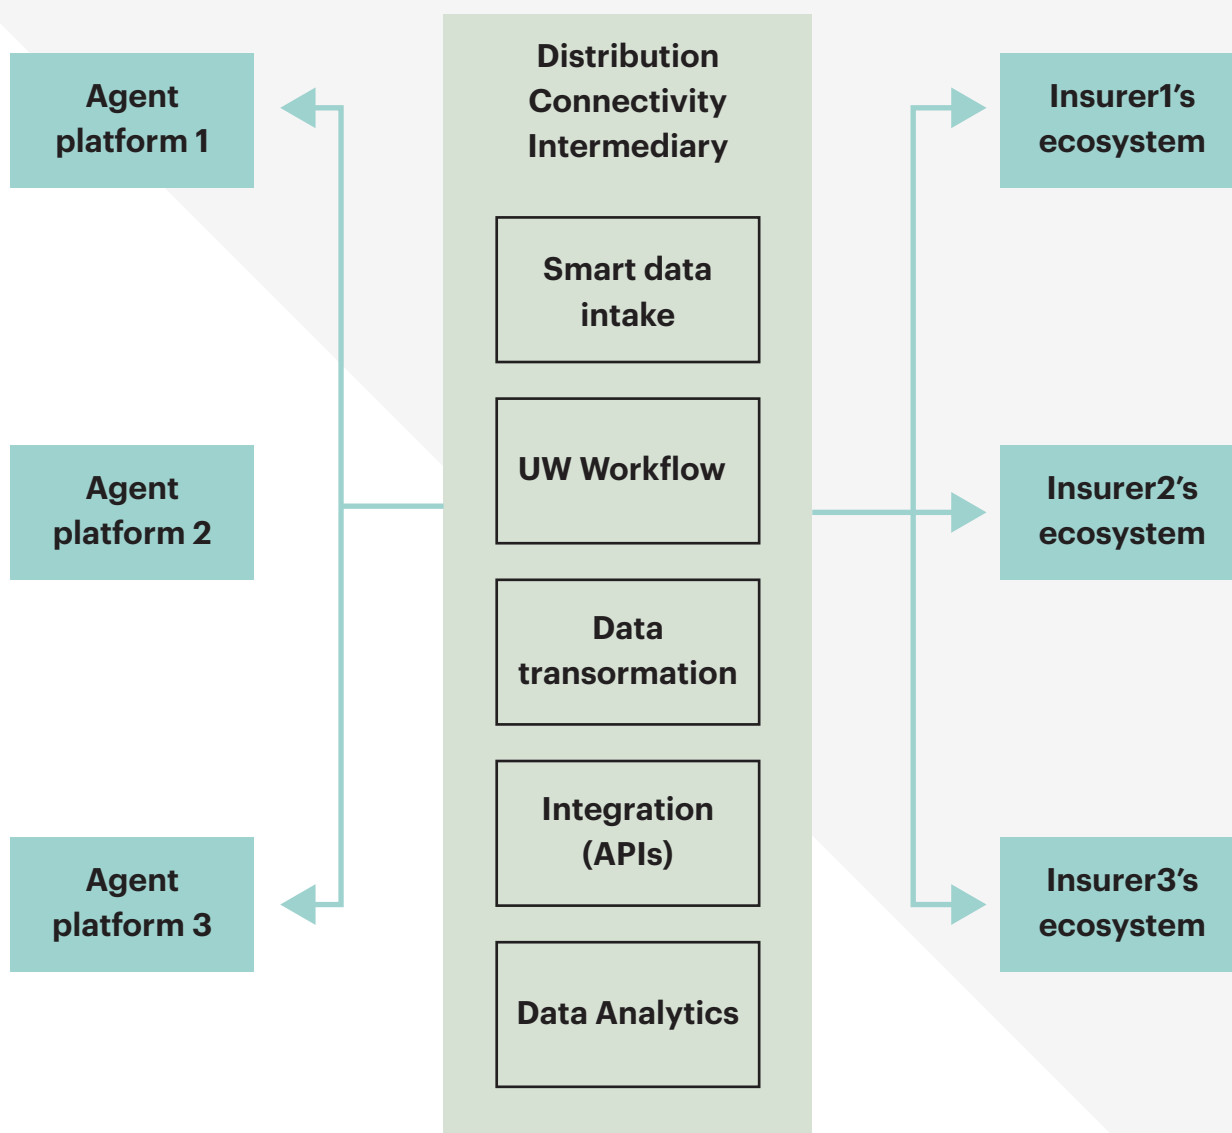 Agent
platform 1
Agent
platform 2
Agent
platform 3
Distribution
Connectivity
Intermediary
Smart data
intake
UW Workflow
Data
transormation
Integration
(APIs)
Data Analytics
Insurer1’s
ecosystem
Insurer2’s
ecosystem
Insurer3’s
ecosystem